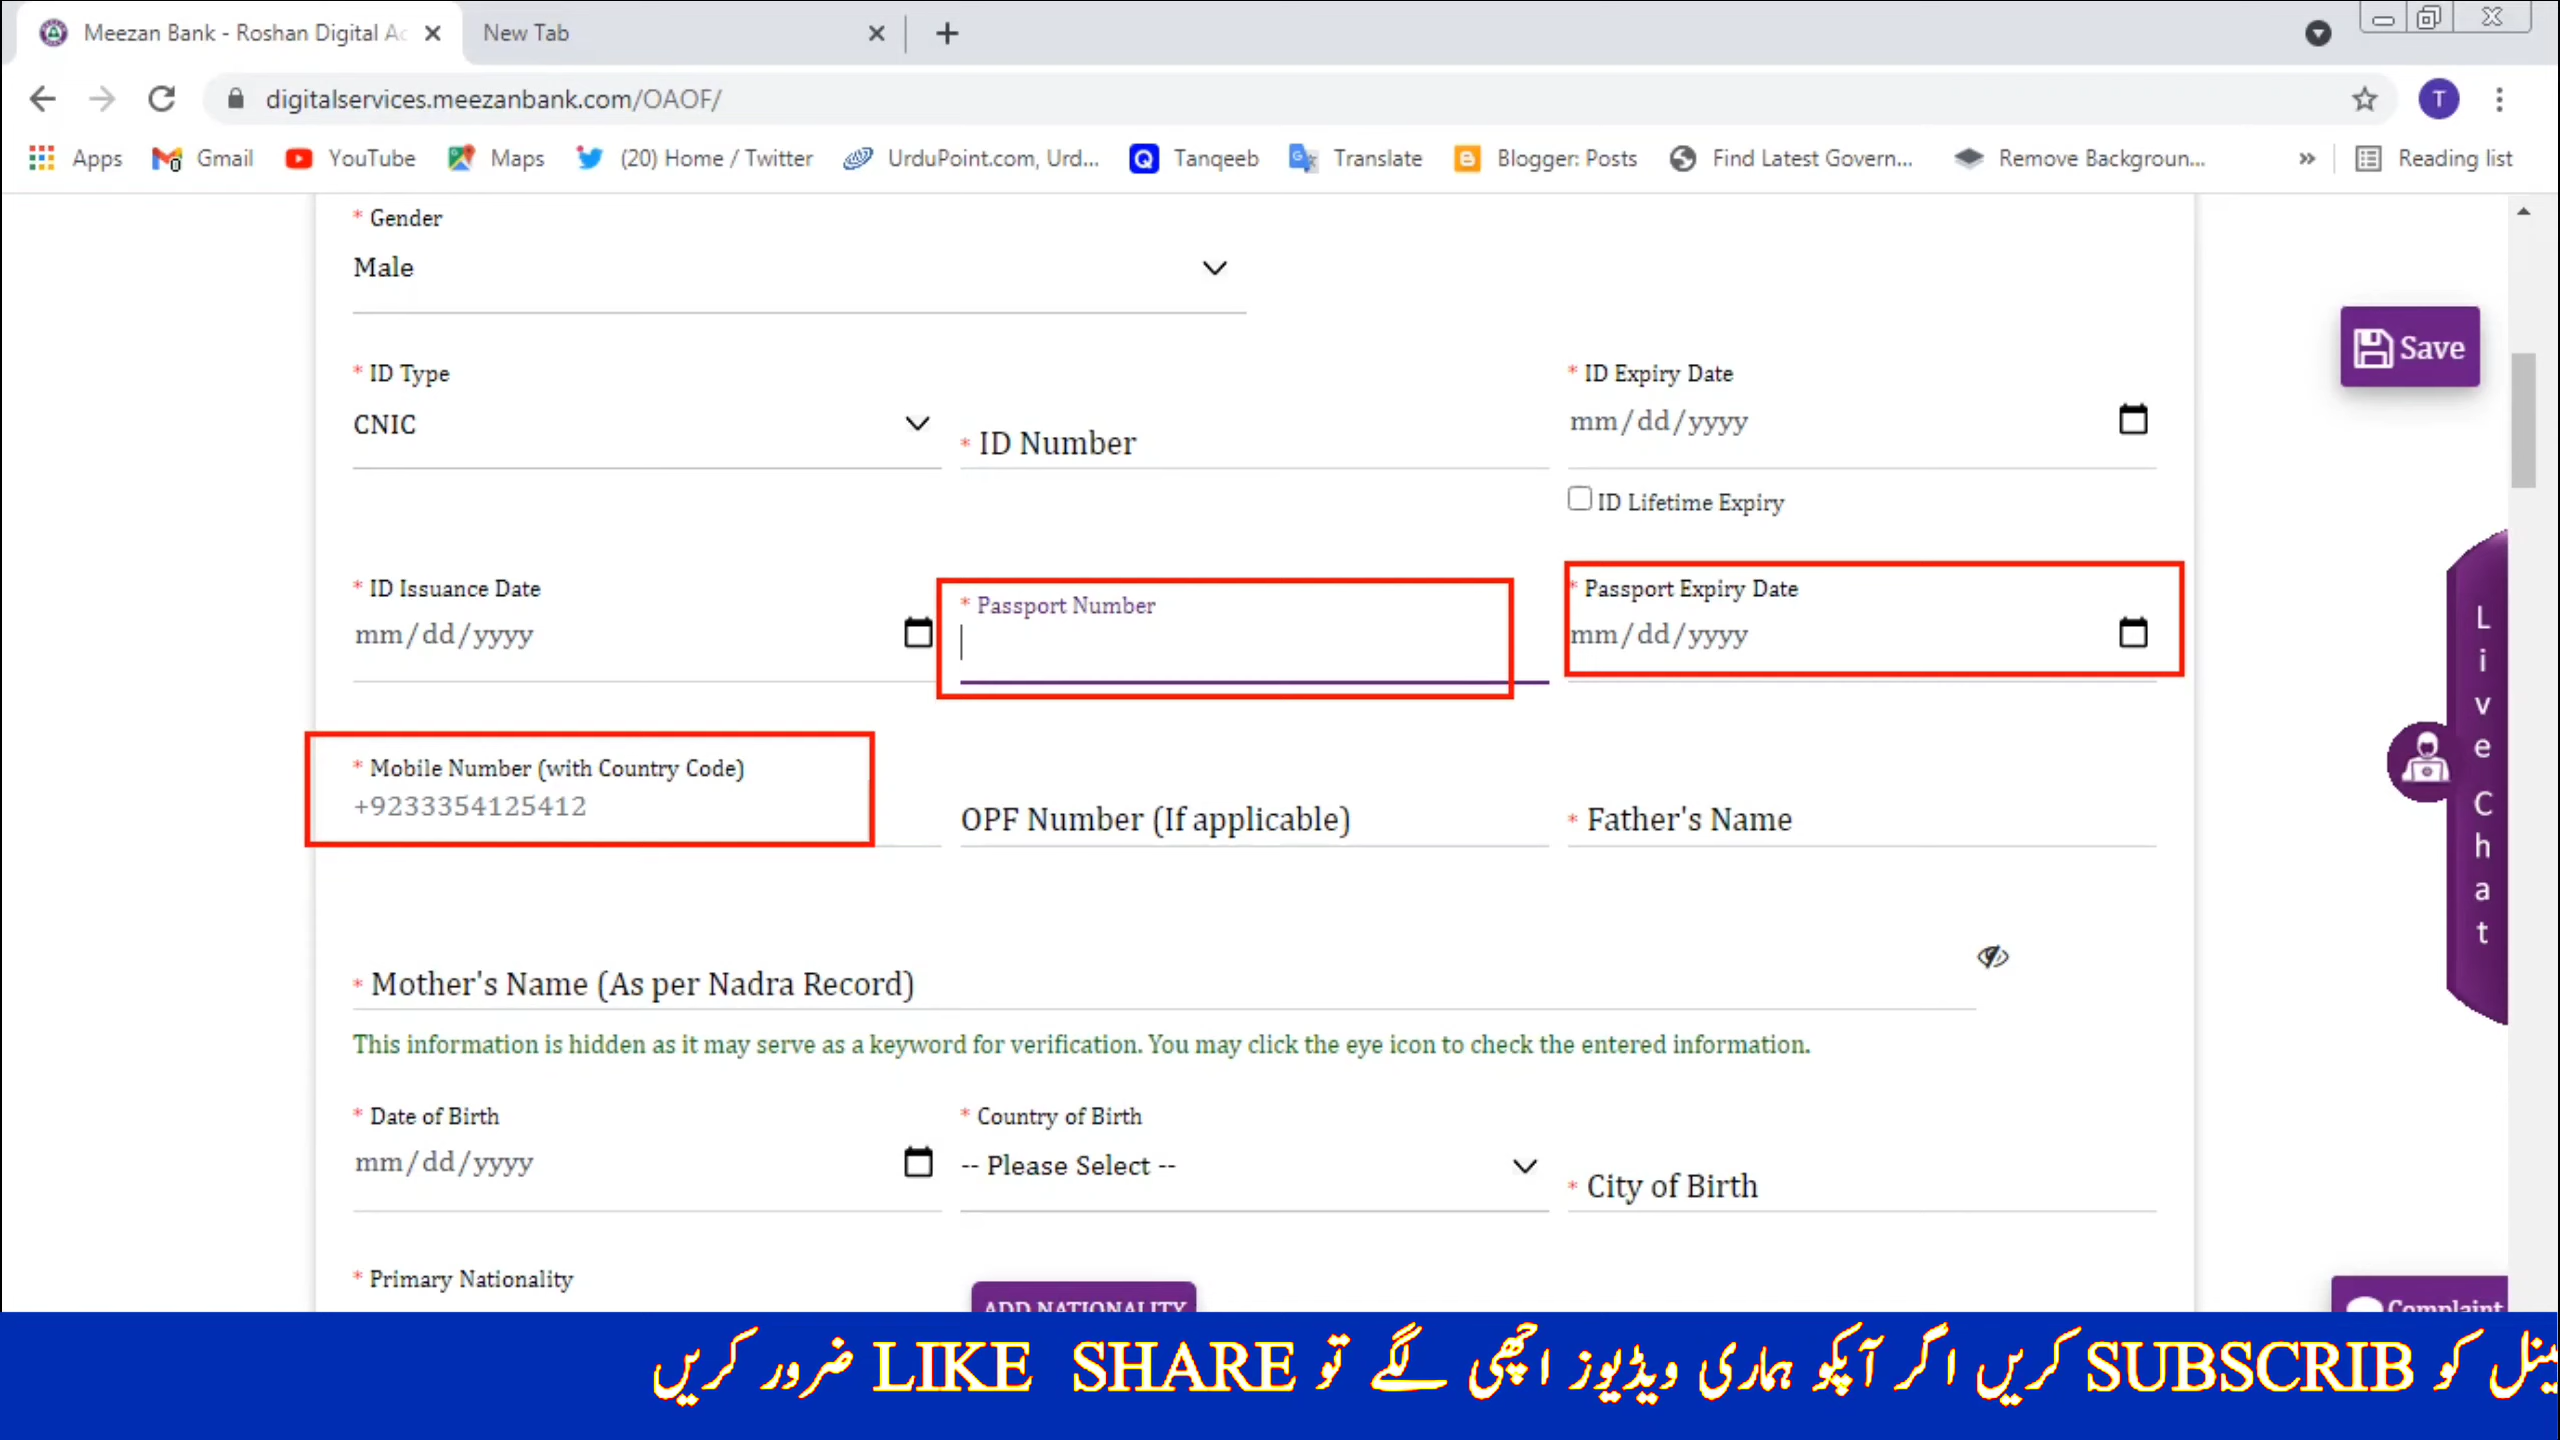 Meezan Bank - Roshan Digital Ac
New Tab
digitalservices.meezanbank.com/OAOF/
T
Apps
Gmail
YouTube
Maps
(20) Home / Twitter
UrduPoint.com, Urd...
Tanqeeb
Translate
Blogger: Posts
Find Latest Govern...
Remove Backgroun...
»
Reading list
* Gender
Male
Save
* ID Type
CNIC
* ID Number
* ID Expiry Date
mm/dd/yyyy
ID Lifetime Expiry
* ID Issuance Date
mm/dd/yyyy
* Passport Number
* Passport Expiry Date
mm/dd/yyyy
Live Chat
* Mobile Number (with Country Code)
+9233354125412
OPF Number (If applicable)
* Father's Name
* Mother's Name (As per Nadra Record)
This information is hidden as it may serve as a keyword for verification. You may click the eye icon to check the entered information.
* Date of Birth
mm/dd/yyyy
* Country of Birth
-- Please Select --
* City of Birth
* Primary Nationality
ADD NATIONALITY
Complaint
کو SUBSCRIB کریں اگر آپکو ہماری ویڈیوز اچھی لگے تو LIKE SHARE ضرور کریں